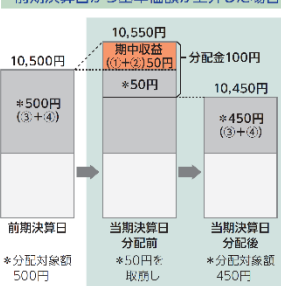 前期決算日から基準価額が上昇した場合
10,550円
期中収益
(①+②)50円
分配金100円
10,500円
*50円
10,450円
*500円
(③+④)
*450円
(③+④)
前期決算日
当期決算日
分配前
当期決算日
分配後
*分配対象額
500円
*50円を
取崩し
*分配対象額
450円